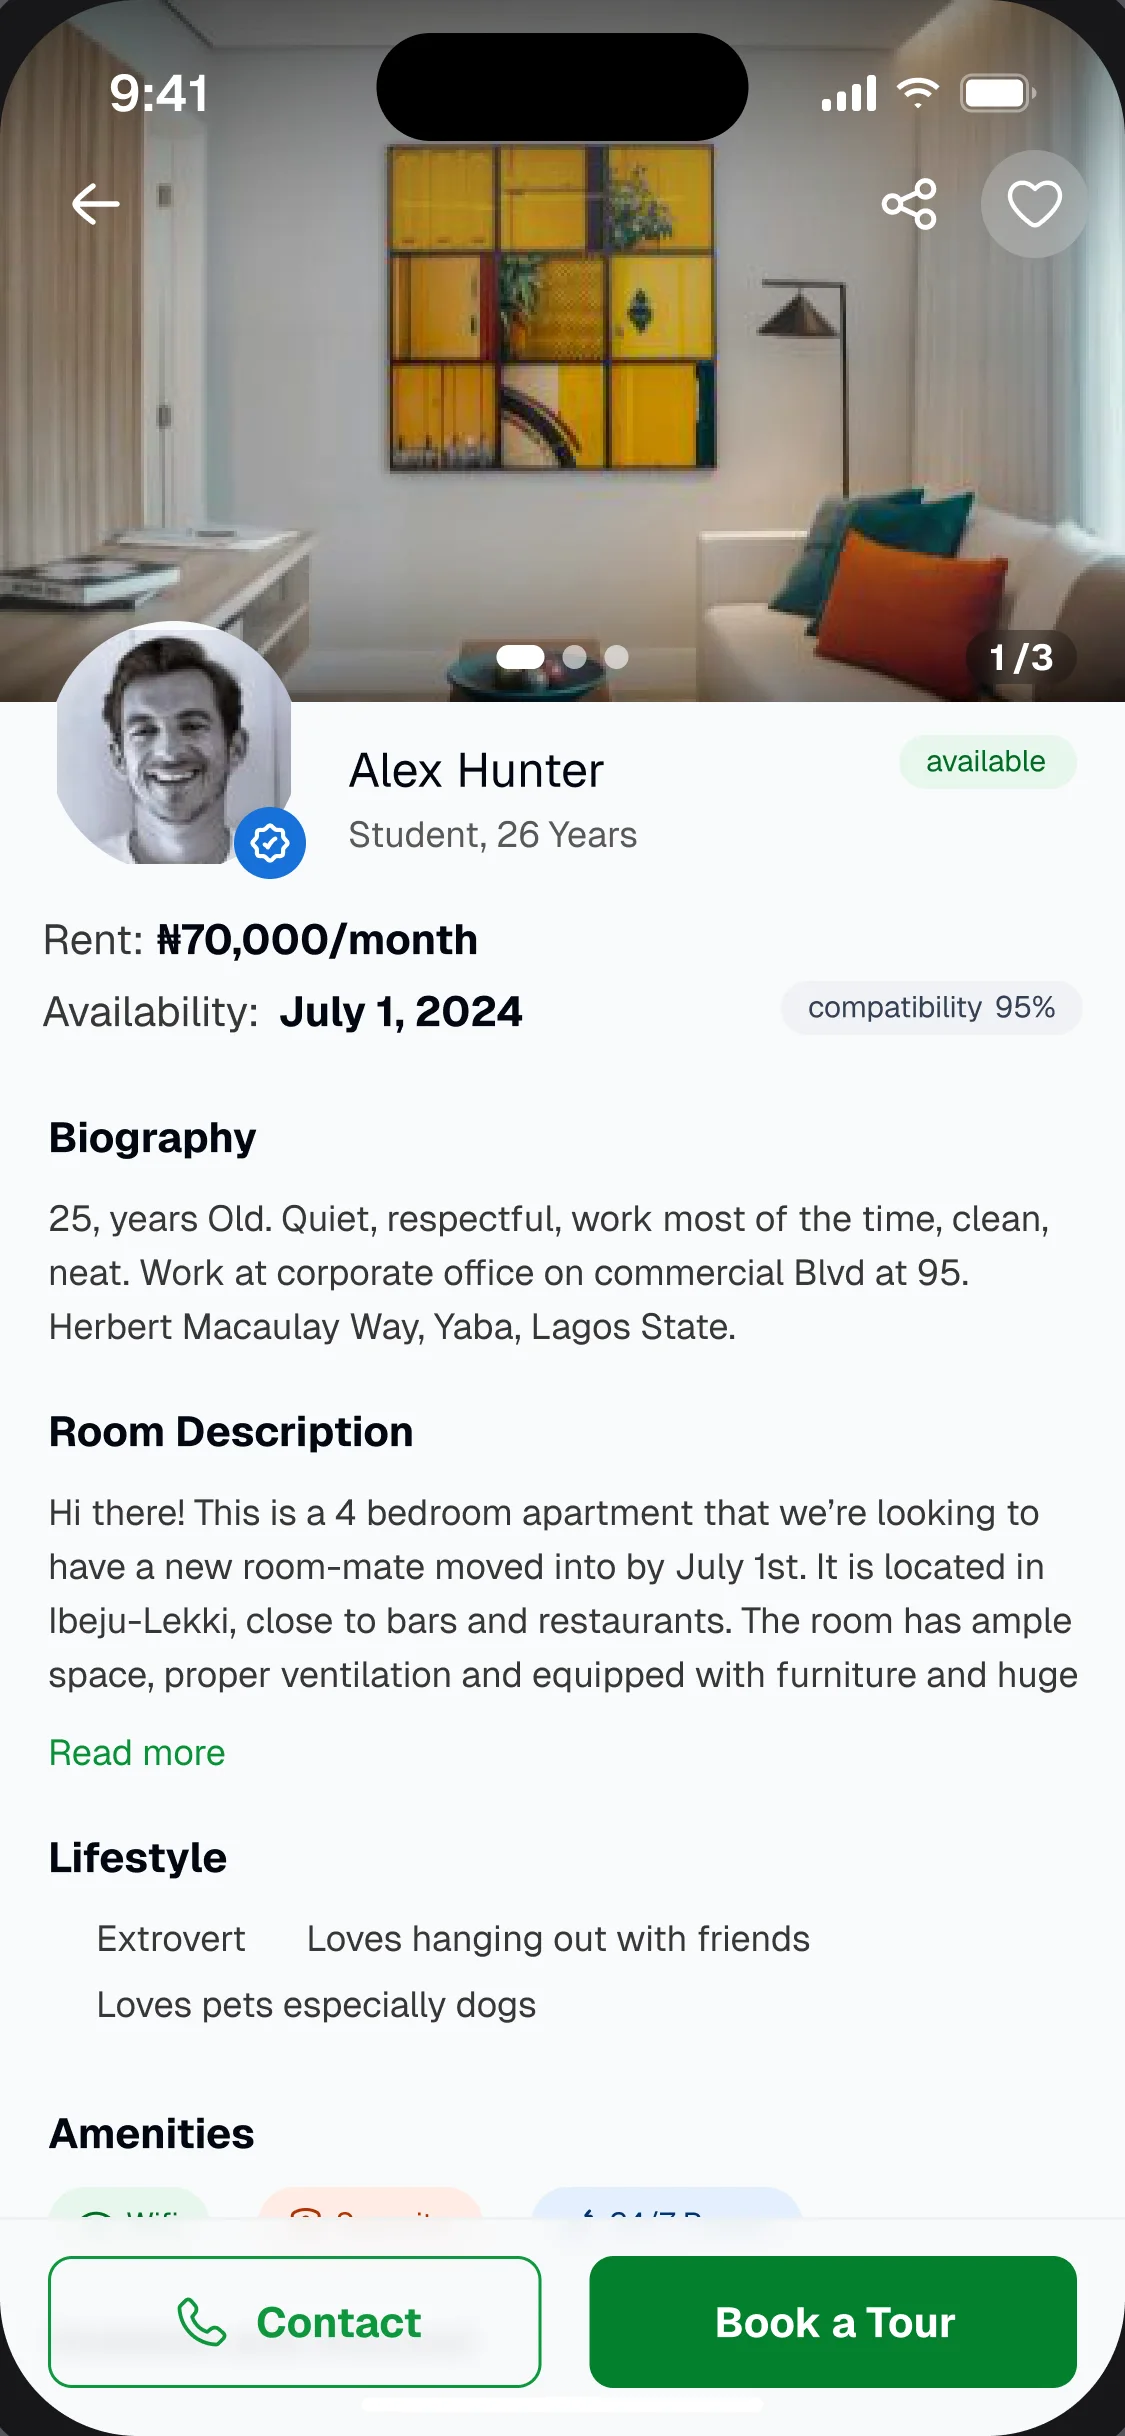 9:41
1/3
Alex Hunter
available
Student, 26 Years
Rent: ₦70,000/month
Availability: July 1, 2024
compatibility 95%
Biography
25, years Old. Quiet, respectful, work most of the time, clean,
neat. Work at corporate office on commercial Blvd at 95.
Herbert Macaulay Way, Yaba, Lagos State.
Room Description
Hi there! This is a 4 bedroom apartment that we’re looking to
have a new room-mate moved into by July 1st. It is located in
Ibeju-Lekki, close to bars and restaurants. The room has ample
space, proper ventilation and equipped with furniture and huge
Read more
Lifestyle
Extrovert Loves hanging out with friends
Loves pets especially dogs
Amenities
Wifi 24/7
Contact Book a Tour